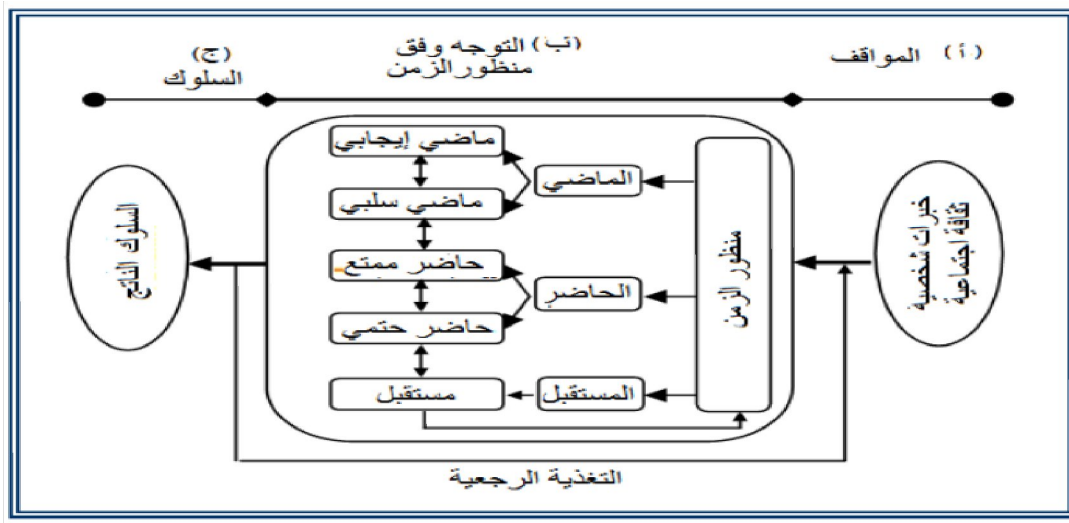 (أ) المواقف
(ب) التوجه وفق
منظور الزمن
(ج)
السلوك
خبرات شخصية
ثقافة اجتماعية
منظور الزمن
الماضي
ماضي إيجابي
ماضي سلبي
الحاضر
حاضر ممتع
حاضر حتمي
المستقبل
مستقبل
السلوك الناتج
التغذية الرجعية